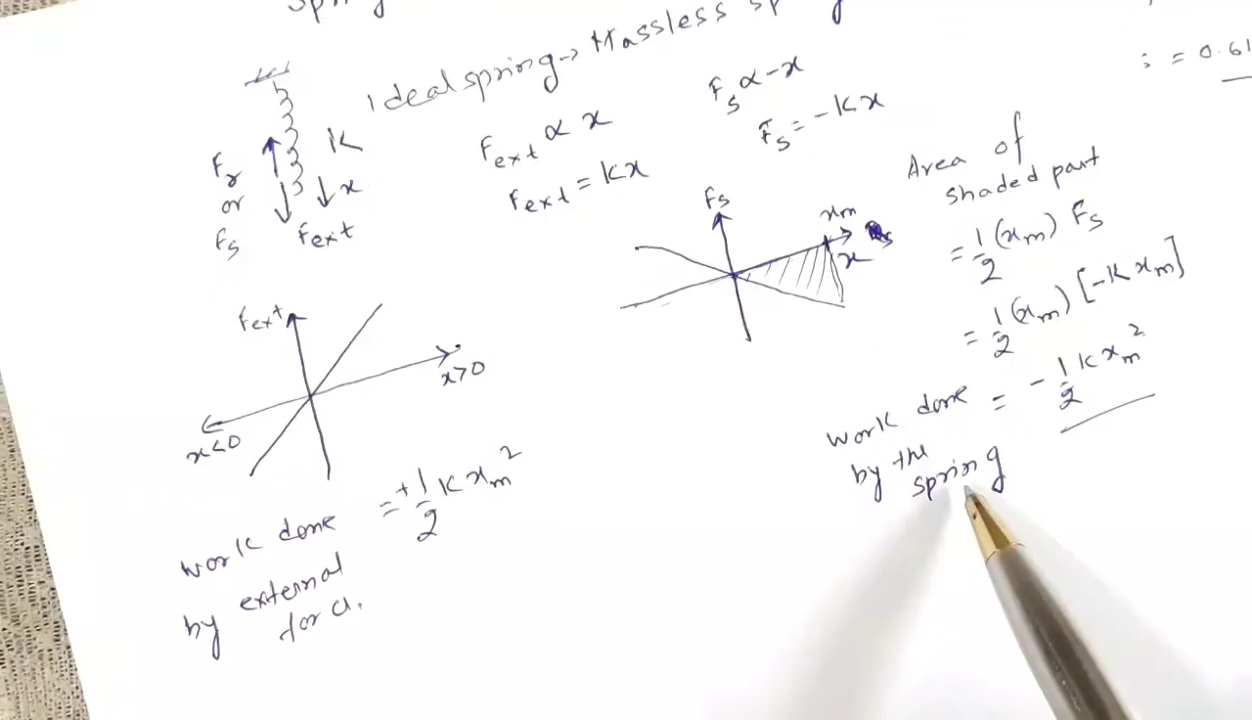 Spring
Ideal spring → Massless spring
K
Fr
or
Fs
x
Fext
Fext ∝ x
Fext = Kx
Fs ∝ -x
Fs = -Kx
i = 0.61
Fs
xm
x
Area of
shaded part
= 1/2 (xm) Fs
= 1/2 (xm) [-K xm]
work done = - 1/2 K xm²
by the
spring
Fext
x>0
x<0
work done = + 1/2 K xm²
by external